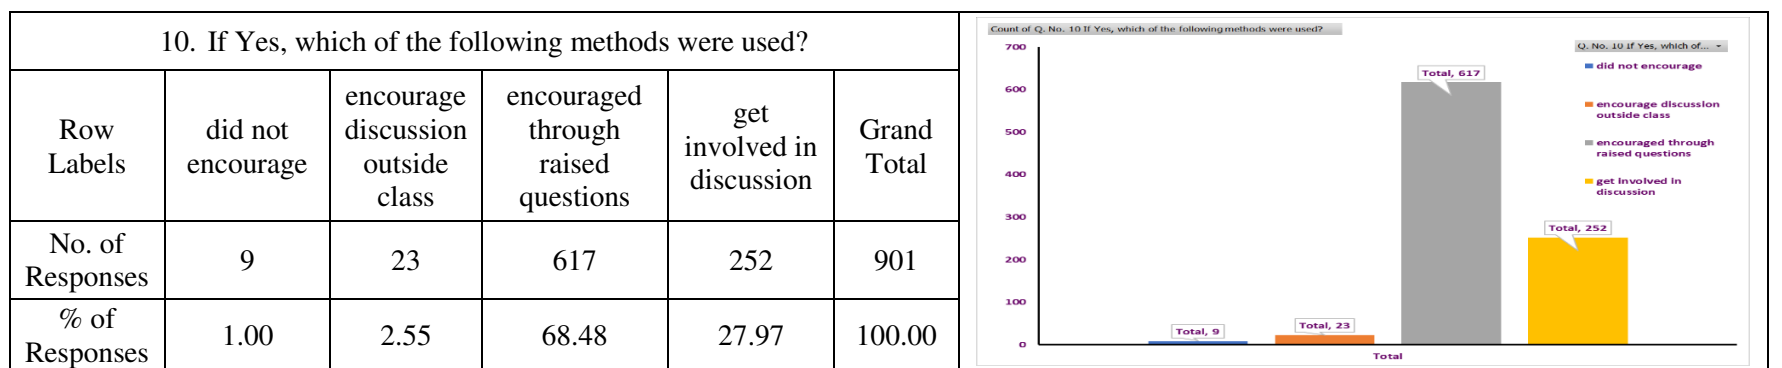 10. If Yes, which of the following methods were used?
Row
Labels
did not
encourage
encourage
discussion
outside
class
encouraged
through
raised
questions
get
involved in
discussion
Grand
Total
No. of
Responses
9
23
617
252
901
% of
Responses
1.00
2.55
68.48
27.97
100.00
Count of Q. No. 10 If Yes, which of the following methods were used?
Q. No. 10 If Yes, which of...
700
600
500
400
300
200
100
0
Total, 9
Total, 23
Total, 617
Total, 252
Total
did not encourage
encourage discussion
outside class
encouraged through
raised questions
get involved in
discussion